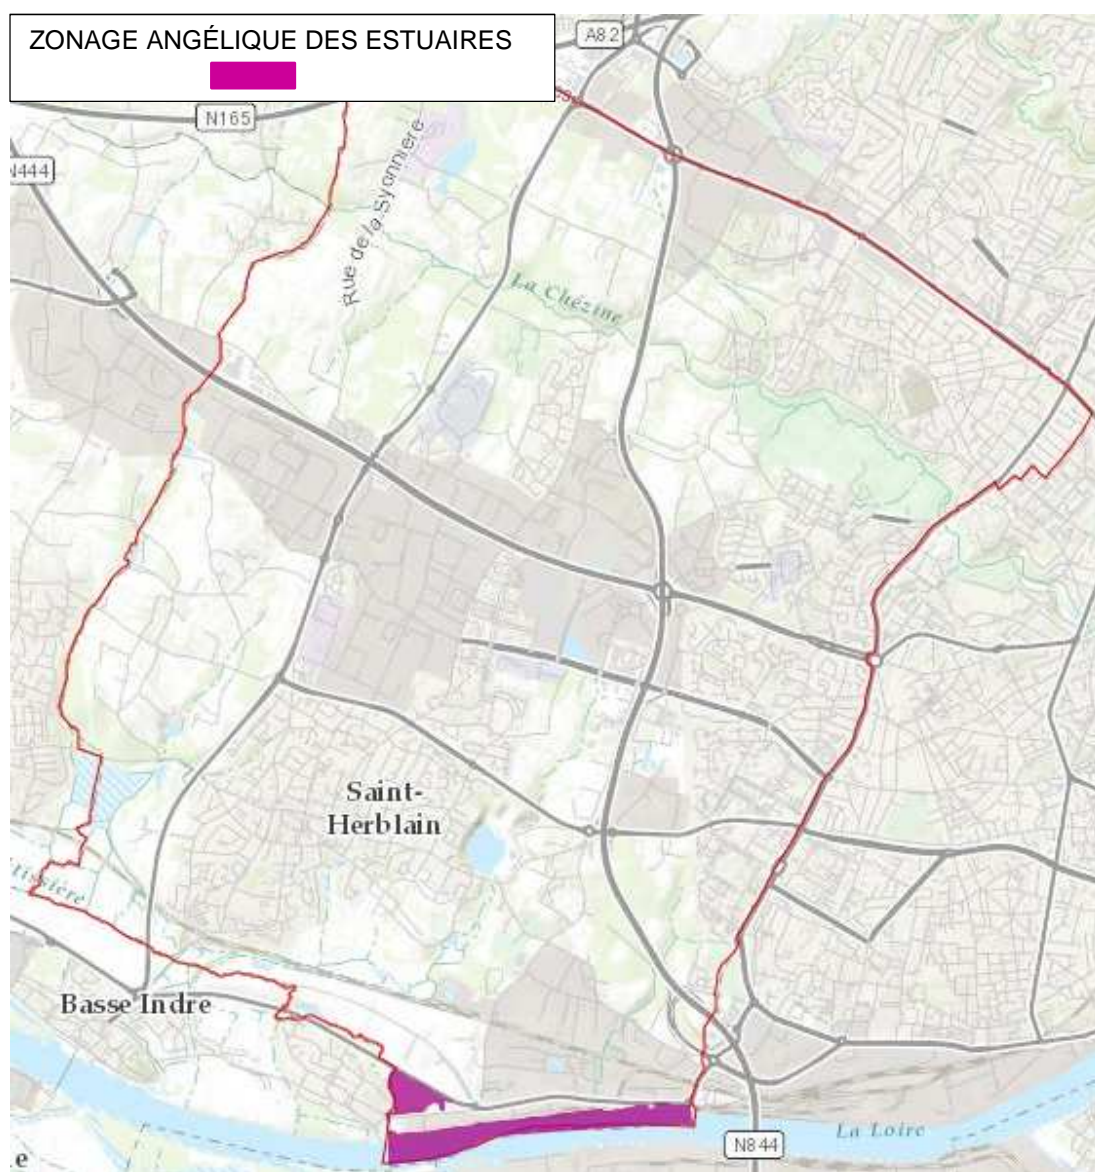 ZONAGE ANGÉLIQUE DES ESTUAIRES
A82
N165
N444
Rue de la Syonnière
La Chézine
Saint-
Herblain
Basse Indre
La Loire
N844
e